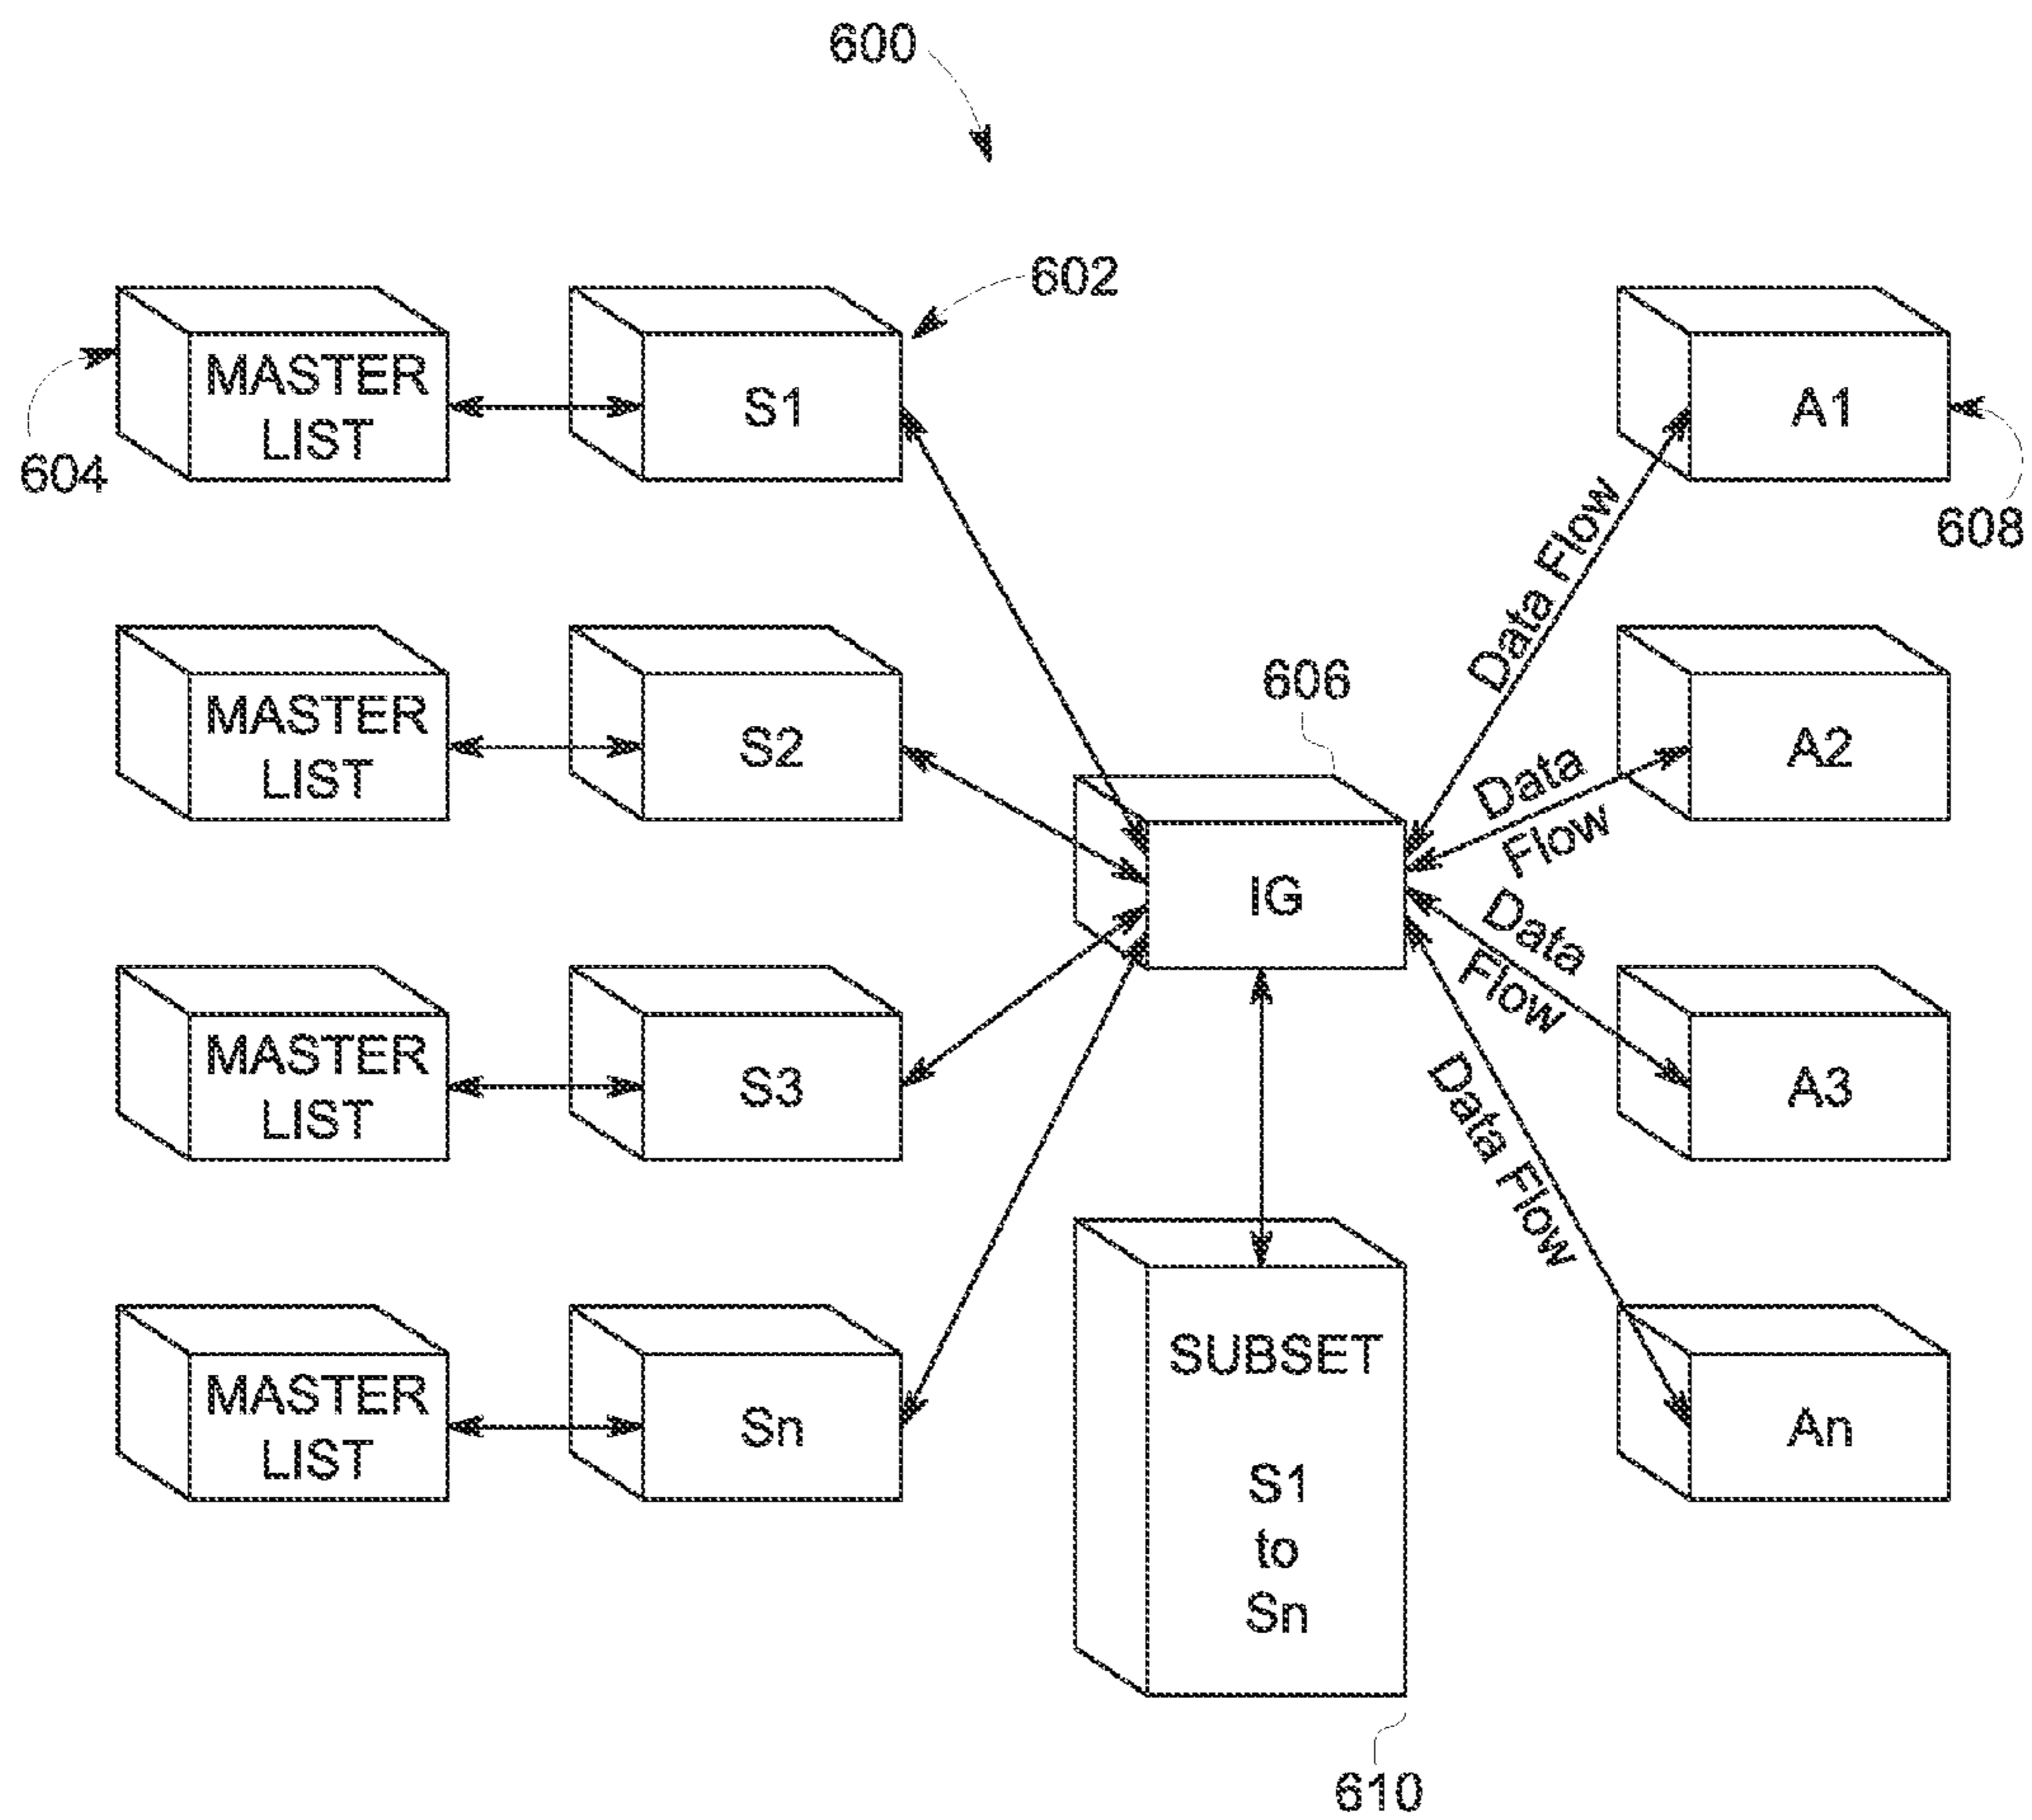 600
602
MASTER
LIST
S1
A1
604
608
Data Flow
MASTER
LIST
S2
606
A2
Data
Flow
IG
Data
Flow
MASTER
LIST
S3
A3
Data Flow
MASTER
LIST
Sn
SUBSET
S1
to
Sn
An
610